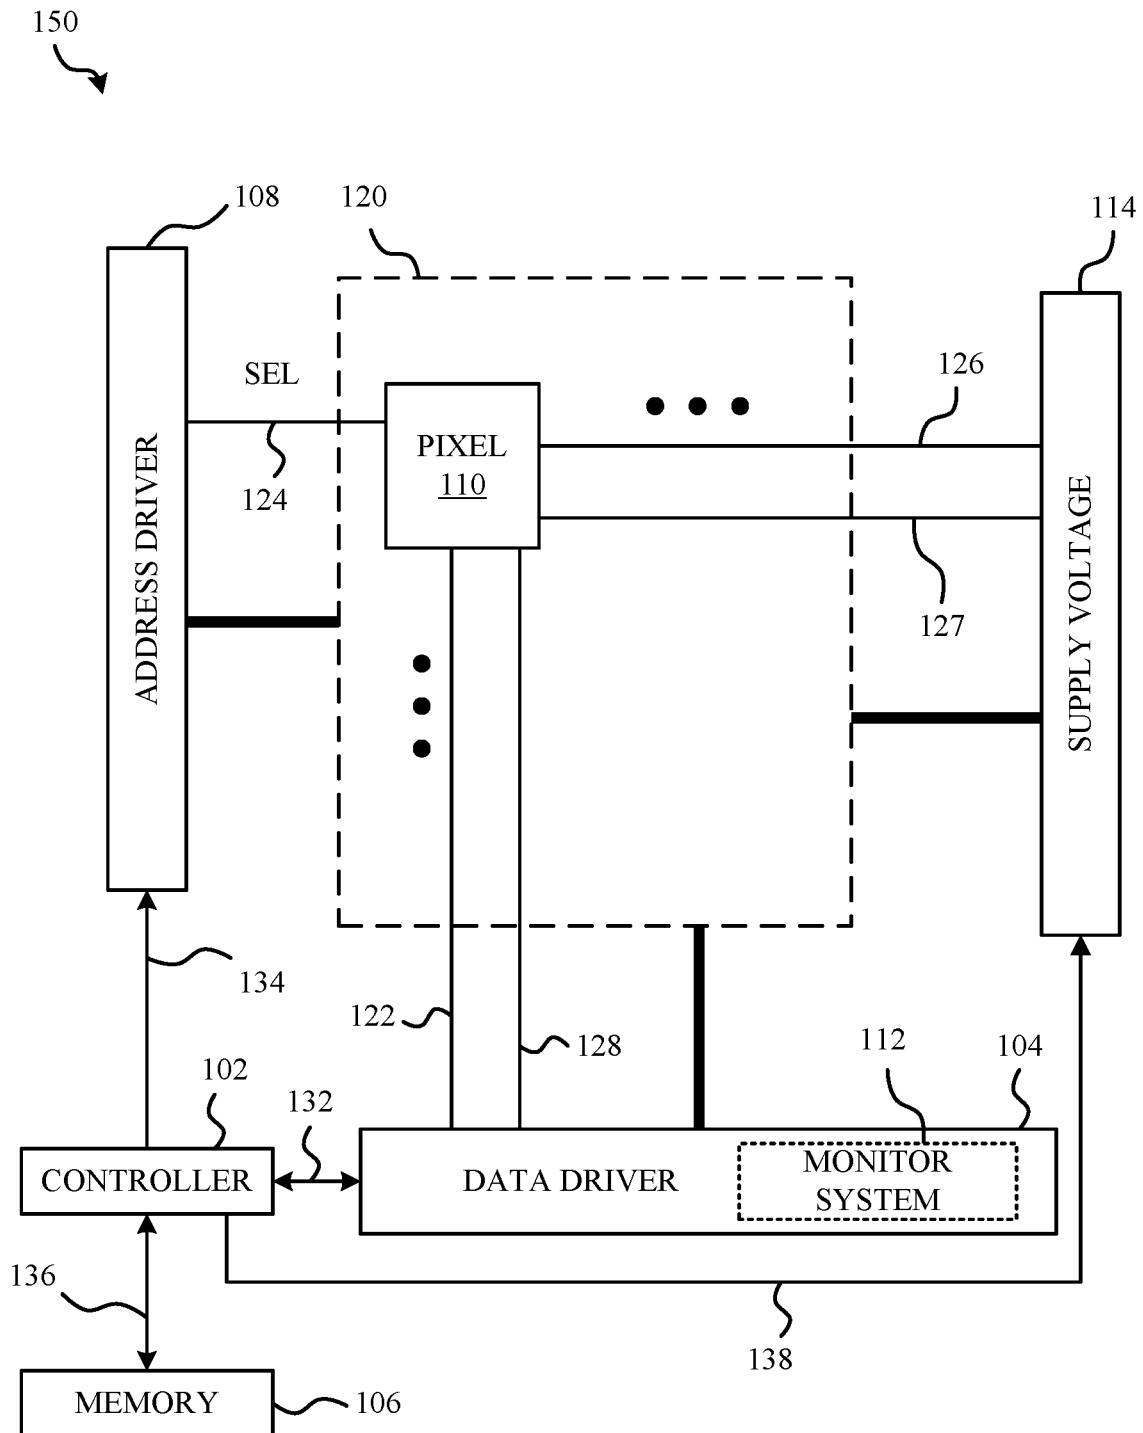 150
108
120
114
SEL
126
PIXEL
110
124
ADDRESS DRIVER
SUPPLY VOLTAGE
127
134
122
128
112
104
102
132
CONTROLLER
DATA DRIVER
MONITOR
SYSTEM
136
138
MEMORY
106